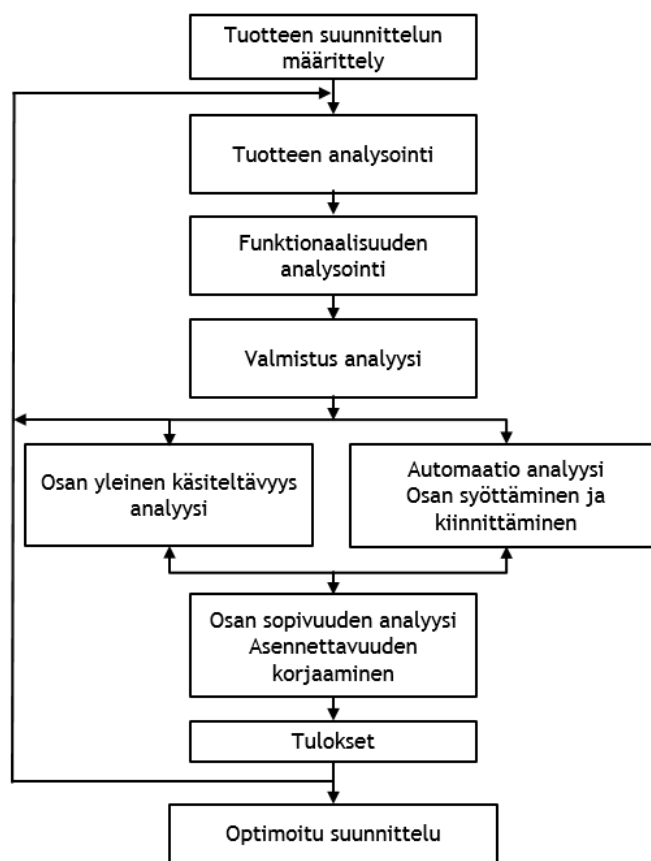 Tuotteen suunnittelun
määrittely
Tuotteen analysointi
Funktionaalisuuden
analysointi
Valmistus analyysi
Osan yleinen käsiteltävyys
analyysi
Automaatio analyysi
Osan syöttäminen ja
kiinnittäminen
Osan sopivuuden analyysi
Asennettavuuden
korjaaminen
Tulokset
Optimoitu suunnittelu